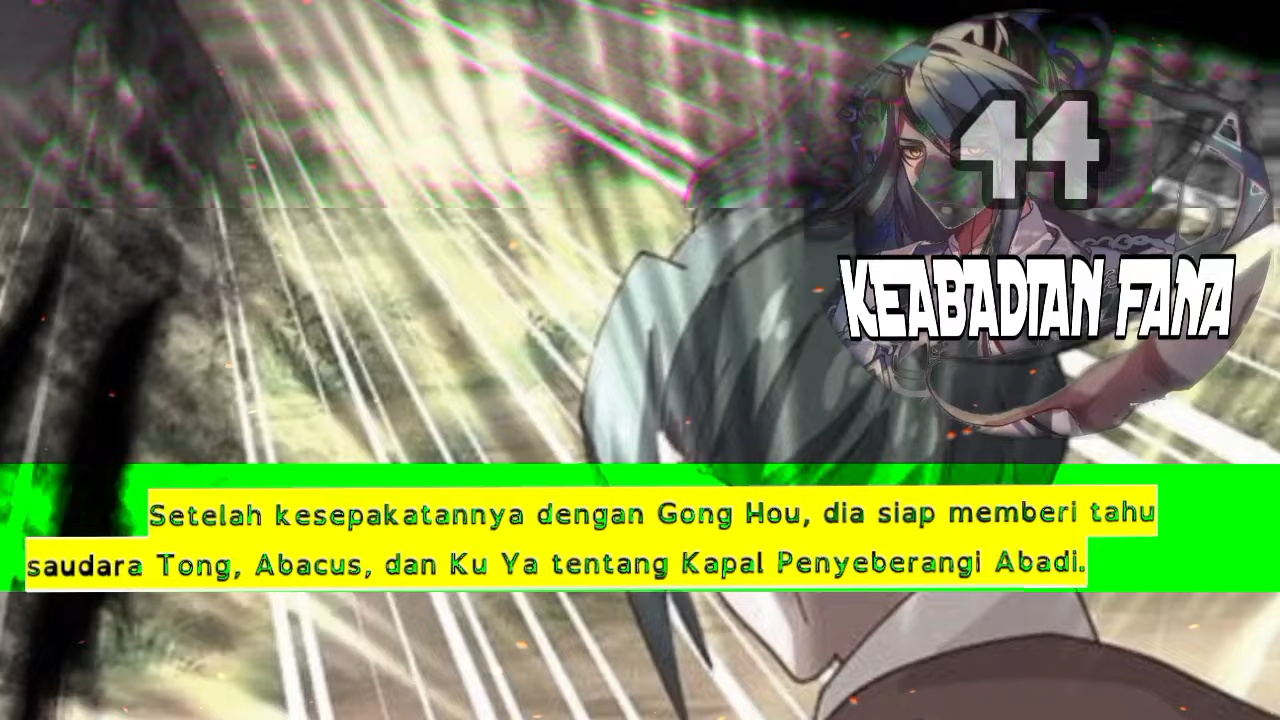 44
KEABADIAN FANA
Setelah kesepakatannya dengan Gong Hou, dia siap memberi tahu
saudara Tong, Abacus, dan Ku Ya tentang Kapal Penyeberangi Abadi.